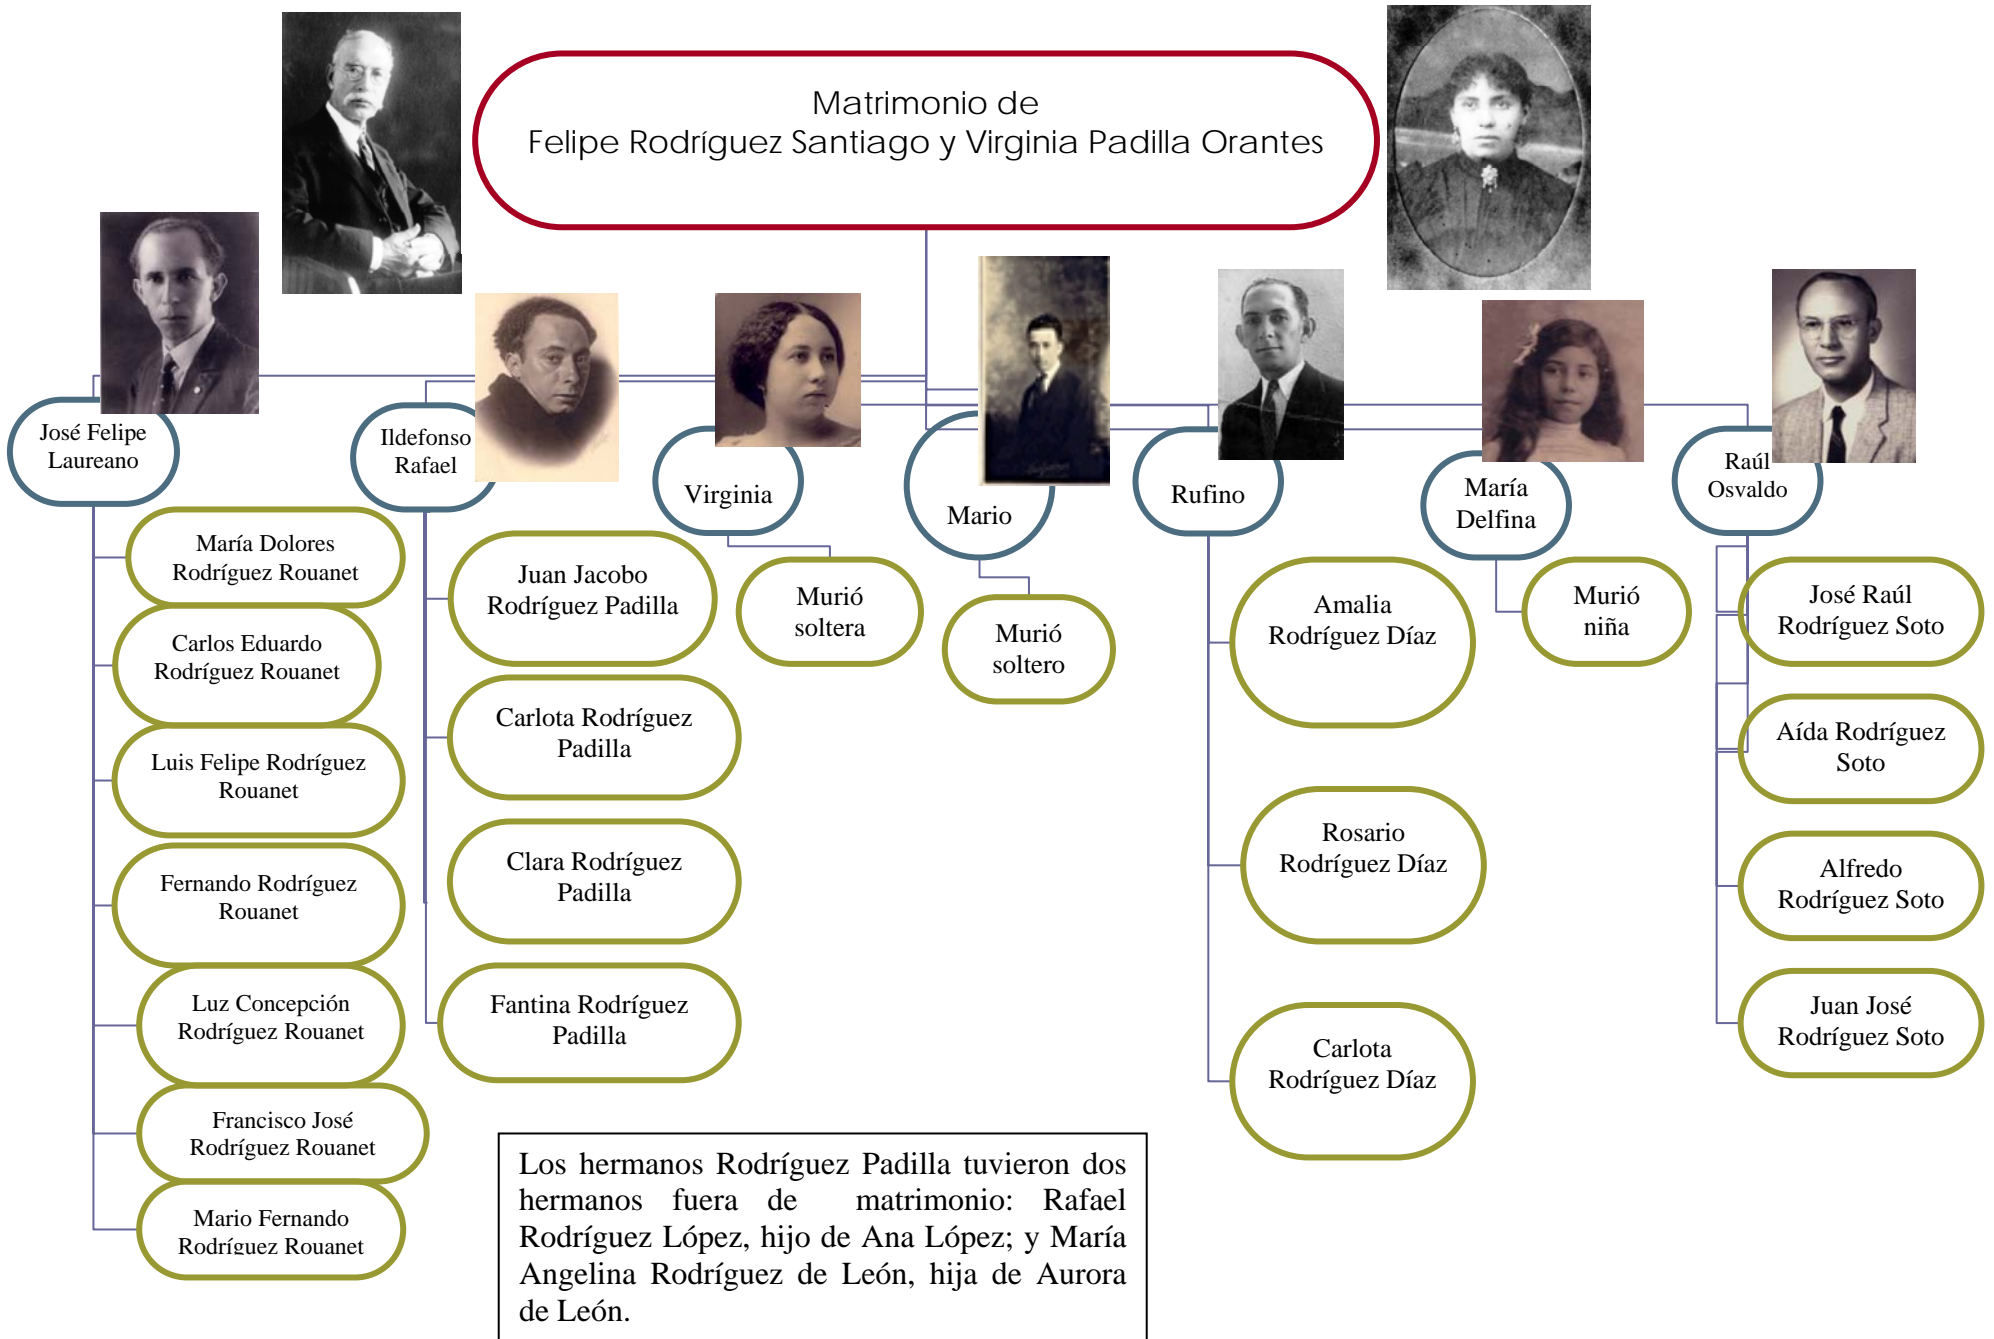 Matrimonio de
Felipe Rodríguez Santiago y Virginia Padilla Orantes
José Felipe
Laureano
Ildefonso
Rafael
Virginia
Mario
Rufino
María
Delfina
Raúl
Osvaldo
María Dolores
Rodríguez Rouanet
Carlos Eduardo
Rodríguez Rouanet
Luis Felipe Rodríguez
Rouanet
Fernando Rodríguez
Rouanet
Luz Concepción
Rodríguez Rouanet
Francisco José
Rodríguez Rouanet
Mario Fernando
Rodríguez Rouanet
Juan Jacobo
Rodríguez Padilla
Carlota Rodríguez
Padilla
Clara Rodríguez
Padilla
Fantina Rodríguez
Padilla
Murió
soltera
Murió
soltero
Amalia
Rodríguez Díaz
Rosario
Rodríguez Díaz
Carlota
Rodríguez Díaz
Murió
niña
José Raúl
Rodríguez Soto
Aída Rodríguez
Soto
Alfredo
Rodríguez Soto
Juan José
Rodríguez Soto
Los hermanos Rodríguez Padilla tuvieron dos
hermanos fuera de matrimonio: Rafael
Rodríguez López, hijo de Ana López; y María
Angelina Rodríguez de León, hija de Aurora
de León.